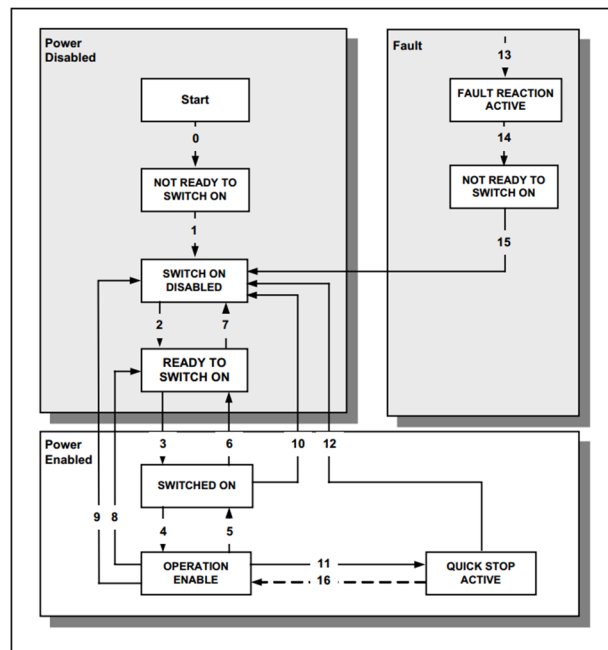 Power
Disabled
Start
0
NOT READY TO
SWITCH ON
1
SWITCH ON
DISABLED
2
7
READY TO
SWITCH ON
Fault
13
FAULT REACTION
ACTIVE
14
NOT READY TO
SWITCH ON
15
Power
Enabled
3
6
10
12
SWITCHED ON
9
8
4
5
OPERATION
ENABLE
11
16
QUICK STOP
ACTIVE